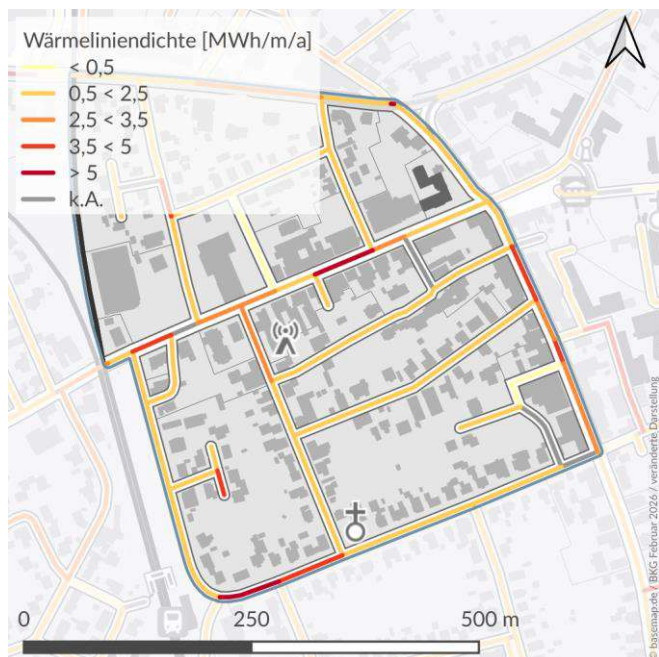 Wärmeliniendichte [MWh/m/a]
< 0,5
0,5 < 2,5
2,5 < 3,5
3,5 < 5
> 5
k.A.
0 250 500 m
© basemap.de / BKG Februar 2026 / veränderte Darstellung